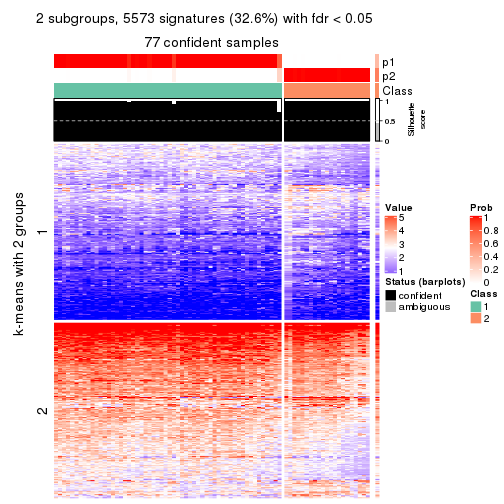 2 subgroups, 5573 signatures (32.6%) with fdr < 0.05
77 confident samples
p1
p2
Class
1
0.5
0
Silhouette
score
k-means with 2 groups
1
2
Value
5
4
3
2
1
Status (barplots)
confident
ambiguous
Prob
1
0.8
0.6
0.4
0.2
0
Class
1
2